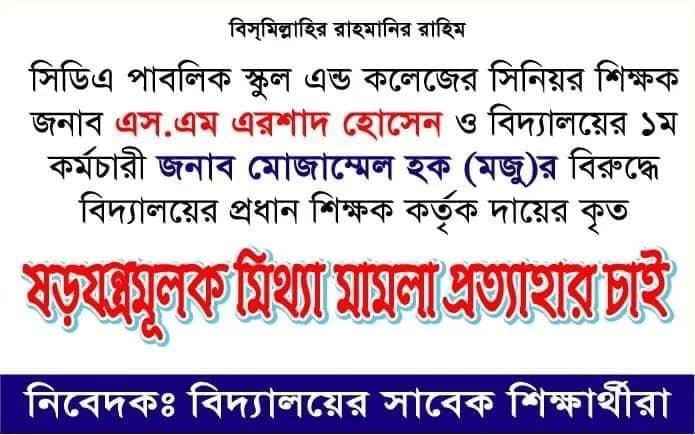 বিস্‌মিল্লাহির রাহমানির রাহিম
সিডিএ পাবলিক স্কুল এন্ড কলেজের সিনিয়র শিক্ষক
জনাব এস.এম এরশাদ হোসেন ও বিদ্যালয়ের ১ম
কর্মচারী জনাব মোজাম্মেল হক (মজু)র বিরুদ্ধে
বিদ্যালয়ের প্রধান শিক্ষক কর্তৃক দায়ের কৃত
ষড়যন্ত্রমূলক মিথ্যা মামলা প্রত্যাহার চাই
নিবেদকঃ বিদ্যালয়ের সাবেক শিক্ষার্থীরা